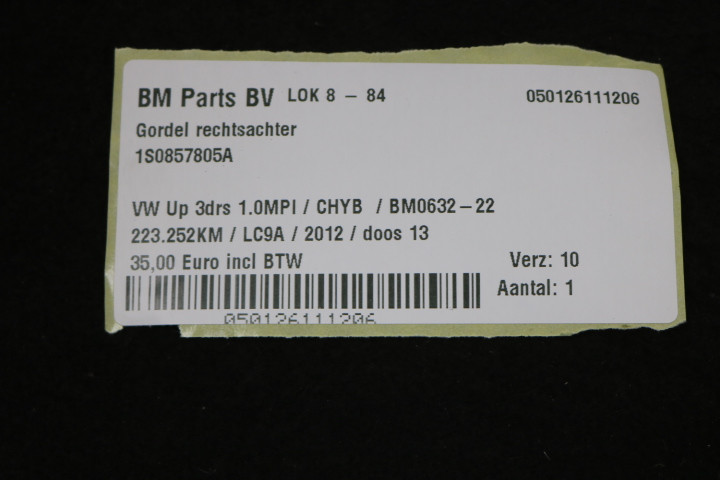 BM Parts BV LOK 8 - 84 050126111206
Gordel rechtsachter
1S0857805A
VW Up 3drs 1.0MPI / CHYB / BM0632-22
223.252KM / LC9A / 2012 / doos 13
35,00 Euro incl BTW Verz: 10
Aantal: 1
050126111206